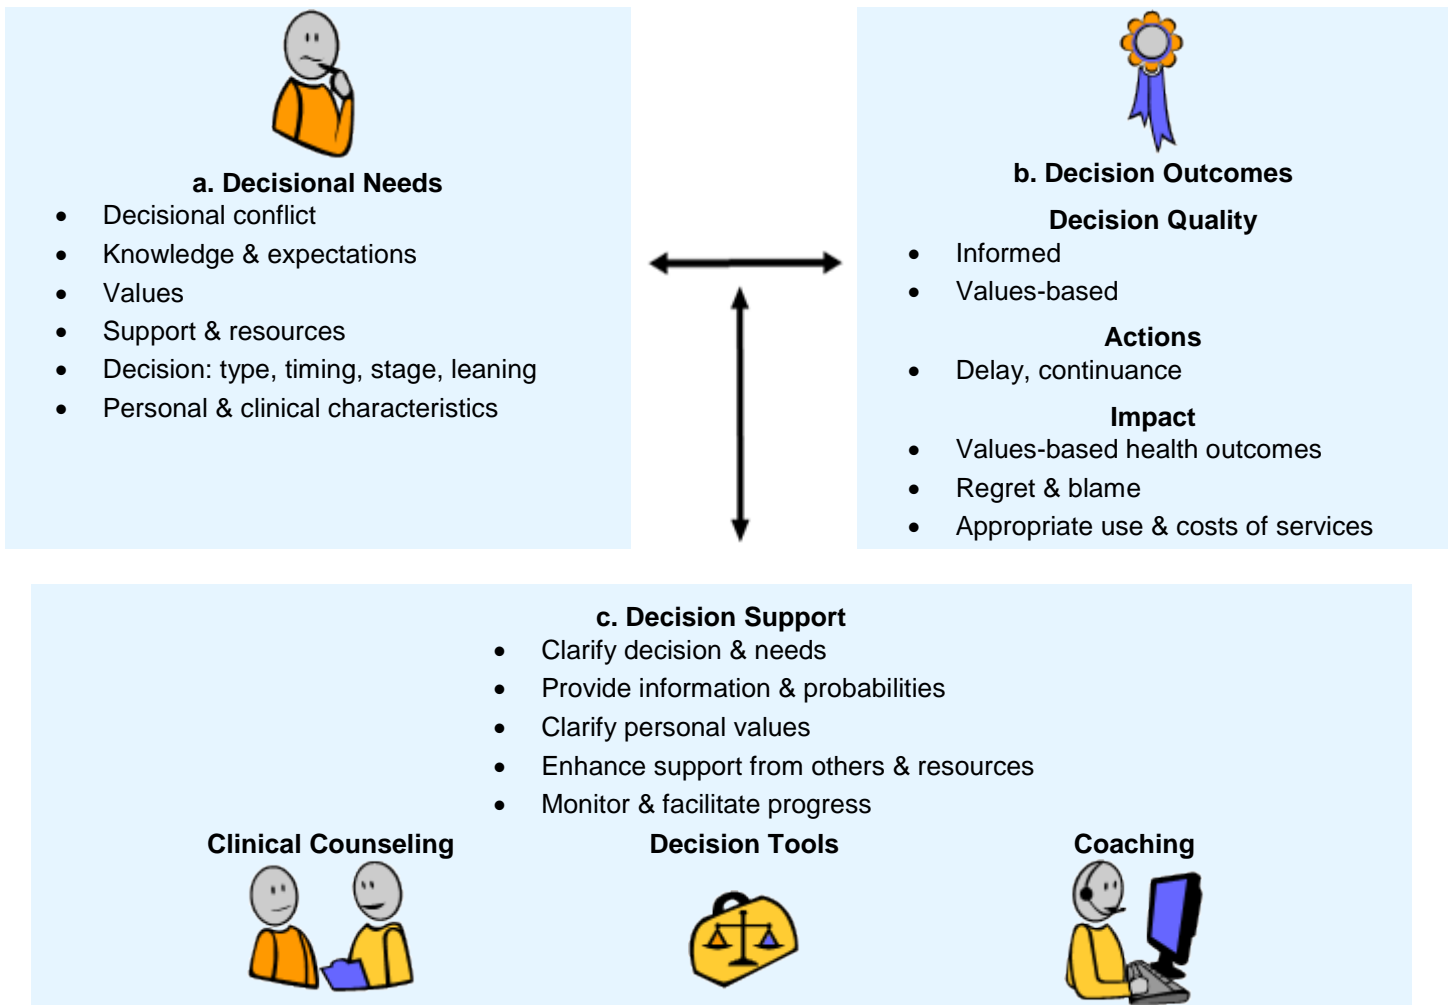 a. Decisional Needs
• Decisional conflict
• Knowledge & expectations
• Values
• Support & resources
• Decision: type, timing, stage, leaning
• Personal & clinical characteristics
b. Decision Outcomes
Decision Quality
• Informed
• Values-based
Actions
• Delay, continuance
Impact
• Values-based health outcomes
• Regret & blame
• Appropriate use & costs of services
c. Decision Support
• Clarify decision & needs
• Provide information & probabilities
• Clarify personal values
• Enhance support from others & resources
• Monitor & facilitate progress
Clinical Counseling
Decision Tools
Coaching